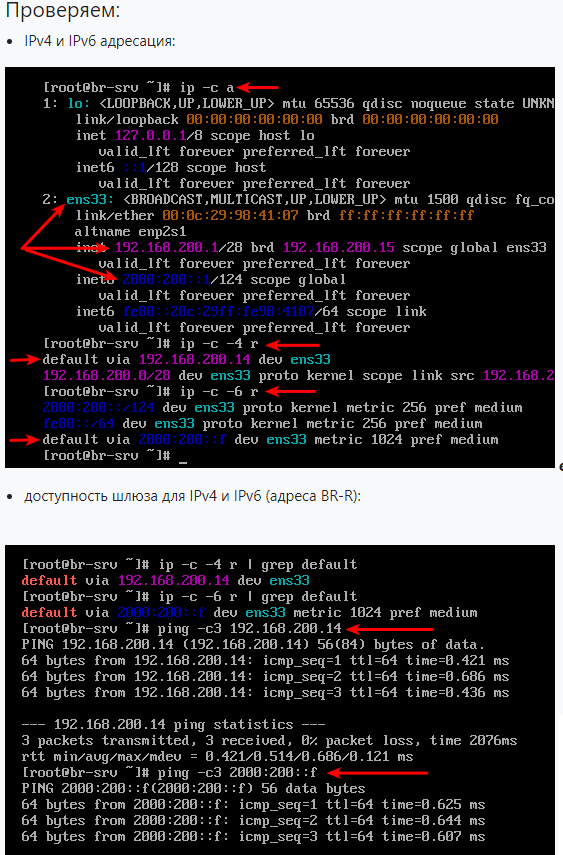 Проверяем:
IPv4 и IPv6 адресация:
[root@br-srv ~]# ip -c a
1: lo: <LOOPBACK,UP,LOWER_UP> mtu 65536 qdisc noqueue state UNKN
link/loopback 00:00:00:00:00:00 brd 00:00:00:00:00:00
inet 127.0.0.1/8 scope host lo
valid_lft forever preferred_lft forever
inet6 ::1/128 scope host
valid_lft forever preferred_lft forever
2: ens33: <BROADCAST,MULTICAST,UP,LOWER_UP> mtu 1500 qdisc fq_co
link/ether 00:0c:29:98:41:07 brd ff:ff:ff:ff:ff:ff
altname enp2s1
inet 192.168.200.1/28 brd 192.168.200.15 scope global ens33
valid_lft forever preferred_lft forever
inet6 2000:200::1/124 scope global
valid_lft forever preferred_lft forever
inet6 fe80::20c:29ff:fe98:4107/64 scope link
valid_lft forever preferred_lft forever
[root@br-srv ~]# ip -c -4 r
default via 192.168.200.14 dev ens33
192.168.200.0/28 dev ens33 proto kernel scope link src 192.168.2
[root@br-srv ~]# ip -c -6 r
2000:200::/124 dev ens33 proto kernel metric 256 pref medium
fe80::/64 dev ens33 proto kernel metric 256 pref medium
default via 2000:200::f dev ens33 metric 1024 pref medium
[root@br-srv ~]# _
доступность шлюза для IPv4 и IPv6 (адреса BR-R):
[root@br-srv ~]# ip -c -4 r | grep default
default via 192.168.200.14 dev ens33
[root@br-srv ~]# ip -c -6 r | grep default
default via 2000:200::f dev ens33 metric 1024 pref medium
[root@br-srv ~]# ping -c3 192.168.200.14
PING 192.168.200.14 (192.168.200.14) 56(84) bytes of data.
64 bytes from 192.168.200.14: icmp_seq=1 ttl=64 time=0.421 ms
64 bytes from 192.168.200.14: icmp_seq=2 ttl=64 time=0.686 ms
64 bytes from 192.168.200.14: icmp_seq=3 ttl=64 time=0.436 ms
--- 192.168.200.14 ping statistics ---
3 packets transmitted, 3 received, 0% packet loss, time 2076ms
rtt min/avg/max/mdev = 0.421/0.514/0.686/0.121 ms
[root@br-srv ~]# ping -c3 2000:200::f
PING 2000:200::f(2000:200::f) 56 data bytes
64 bytes from 2000:200::f: icmp_seq=1 ttl=64 time=0.625 ms
64 bytes from 2000:200::f: icmp_seq=2 ttl=64 time=0.644 ms
64 bytes from 2000:200::f: icmp_seq=3 ttl=64 time=0.607 ms